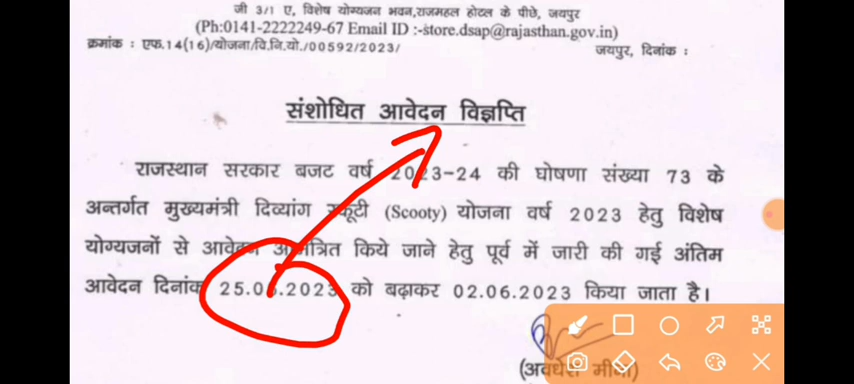 जी 3/1 ए, विशेष योग्यजन भवन,राजमहल होटल के पीछे, जयपुर
(Ph:0141-2222249-67 Email ID :-store.dsap@rajasthan.gov.in)
क्रमांक : एफ.14(16)/योजना/वि.नि.यो./00592/2023/ जयपुर, दिनांक :
संशोधित आवेदन विज्ञप्ति
राजस्थान सरकार बजट वर्ष 2023-24 की घोषणा संख्या 73 के
अन्तर्गत मुख्यमंत्री दिव्यांग स्कूटी (Scooty) योजना वर्ष 2023 हेतु विशेष
योग्यजनों से आवेदन आमंत्रित किये जाने हेतु पूर्व में जारी की गई अंतिम
आवेदन दिनांक को बढ़ाकर 02.06.2023 किया जाता है।